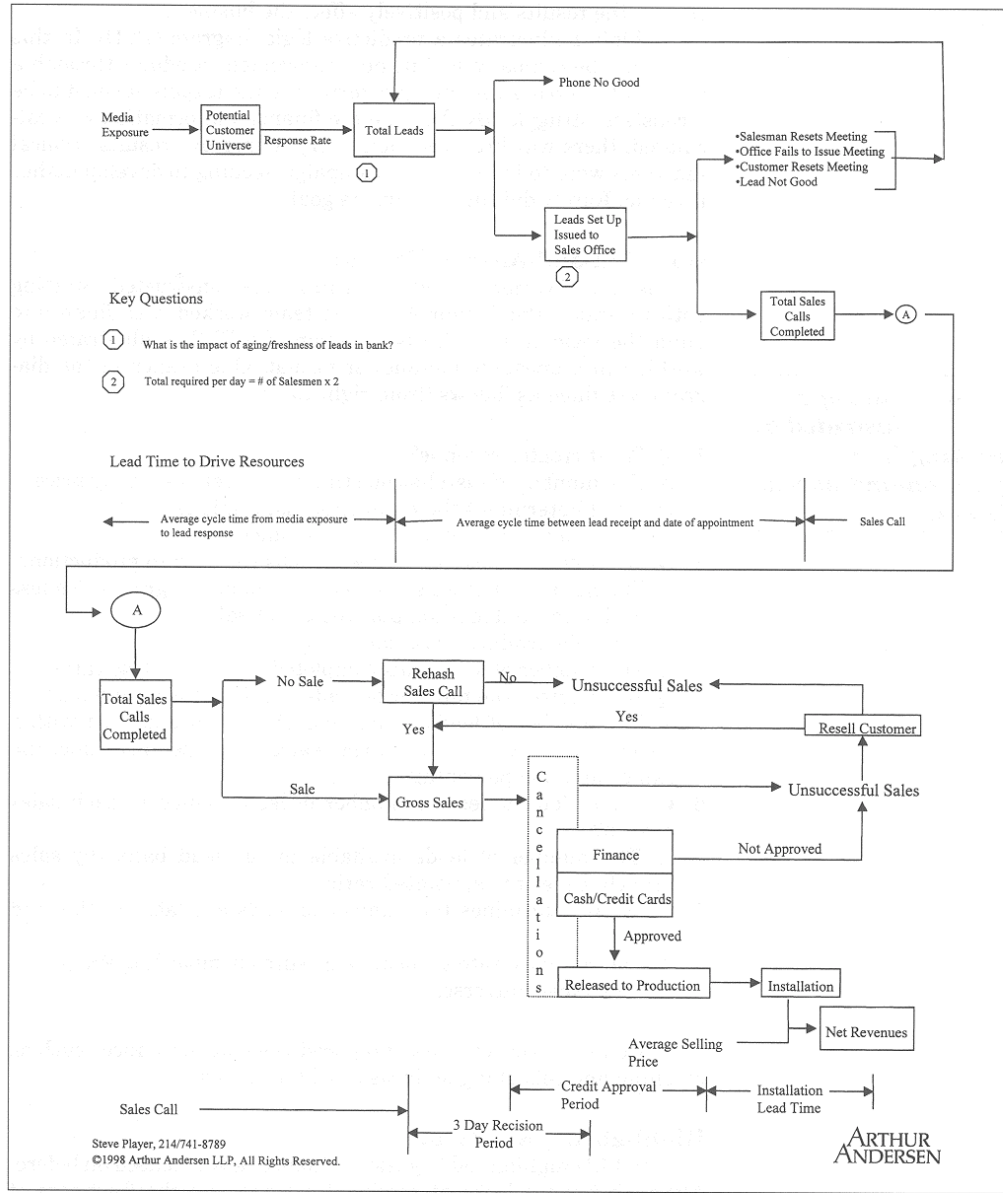 Phone No Good
Media
Exposure
Potential
Customer
Universe
Response Rate
Total Leads
1
•Salesman Resets Meeting
•Office Fails to Issue Meeting
•Customer Resets Meeting
•Lead Not Good
Leads Set Up
Issued to
Sales Office
2
Total Sales
Calls
Completed
A
Key Questions
1 What is the impact of aging/freshness of leads in bank?
2 Total required per day = # of Salesmen x 2
Lead Time to Drive Resources
Average cycle time from media exposure
to lead response
Average cycle time between lead receipt and date of appointment
Sales Call
A
Total Sales
Calls
Completed
No Sale
Rehash
Sales Call
No
Unsuccessful Sales
Yes
Yes
Resell Customer
Sale
Gross Sales
Cancellations
Unsuccessful Sales
Finance
Not Approved
Cash/Credit Cards
Approved
Released to Production
Installation
Average Selling
Price
Net Revenues
Sales Call
3 Day Recision
Period
Credit Approval
Period
Installation
Lead Time
Steve Player, 214/741-8789
©1998 Arthur Andersen LLP, All Rights Reserved.
ARTHUR
ANDERSEN